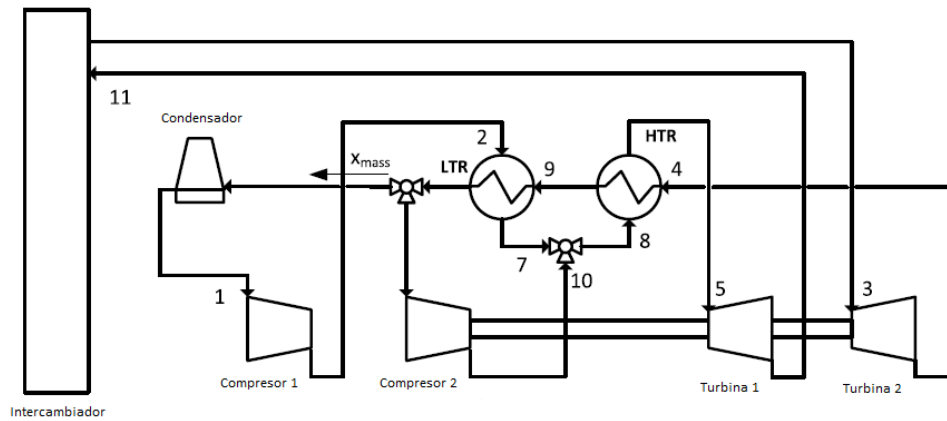 11
Condensador
Xmass
2
LTR
9
HTR
4
7
10
8
1
5
3
Compresor 1
Compresor 2
Turbina 1
Turbina 2
Intercambiador